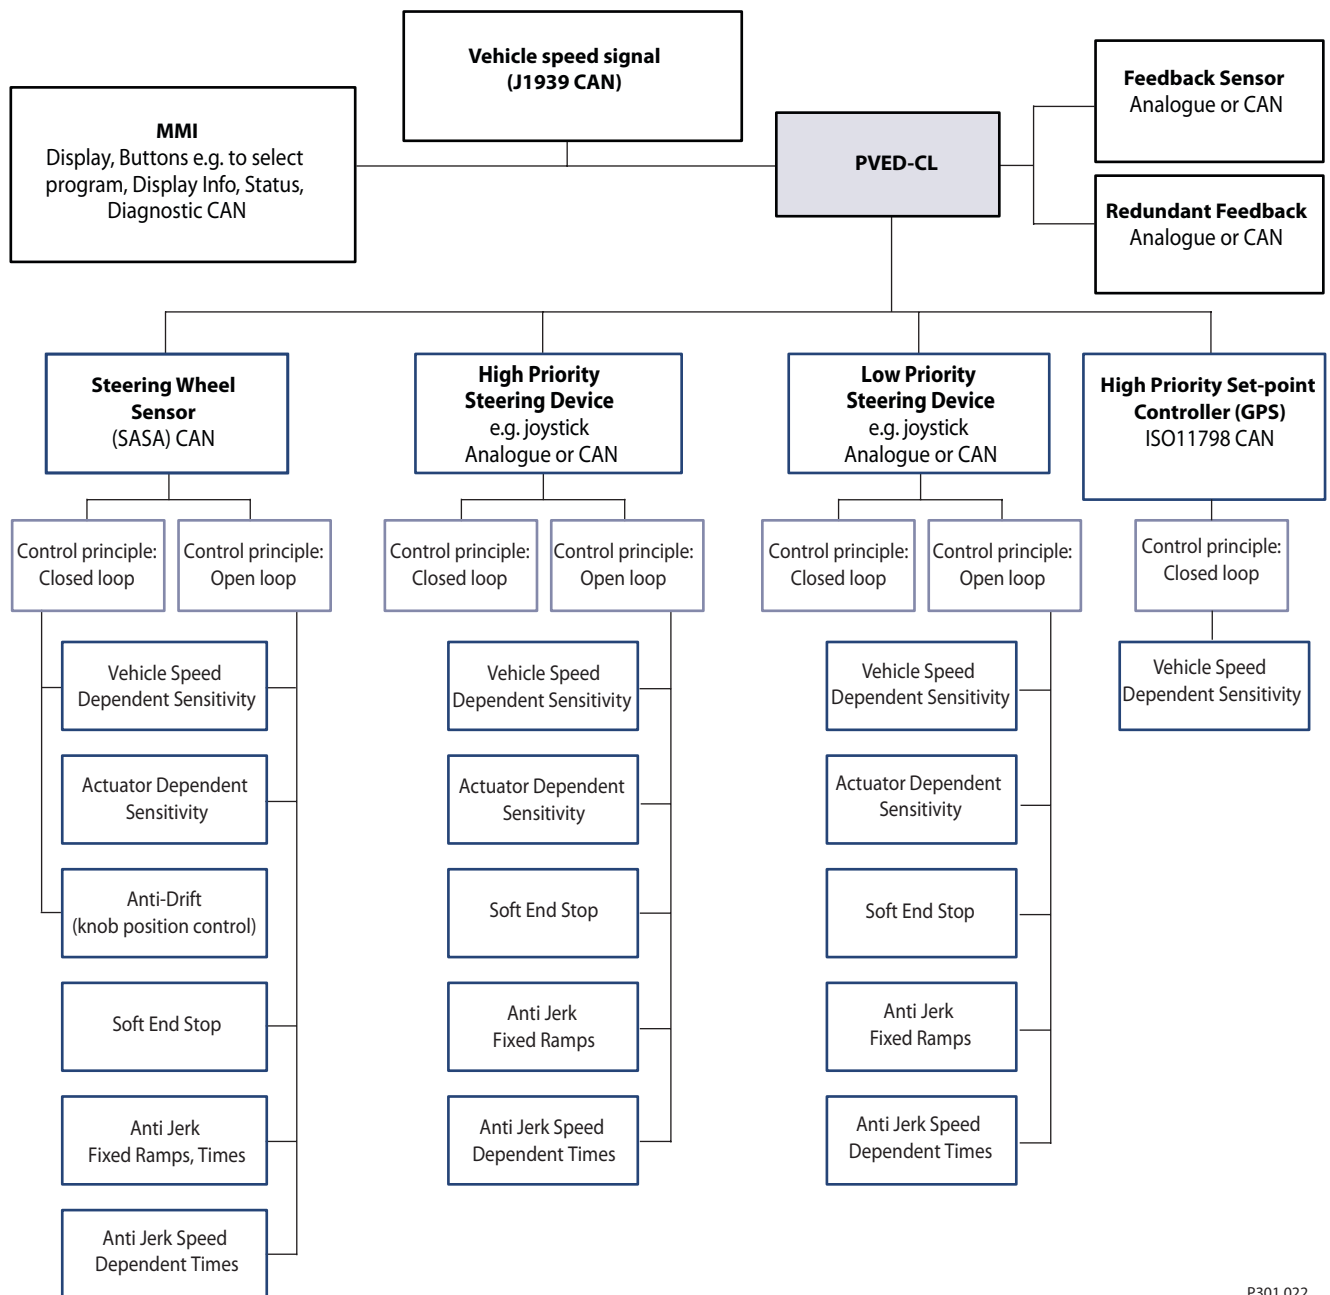 Vehicle speed signal
(J1939 CAN)
MMI
Display, Buttons e.g. to select
program, Display Info, Status,
Diagnostic CAN
PVED-CL
Feedback Sensor
Analogue or CAN
Redundant Feedback
Analogue or CAN
Steering Wheel
Sensor
(SASA) CAN
High Priority
Steering Device
e.g. joystick
Analogue or CAN
Low Priority
Steering Device
e.g. joystick
Analogue or CAN
High Priority Set-point
Controller (GPS)
ISO11798 CAN
Control principle:
Closed loop
Control principle:
Open loop
Control principle:
Closed loop
Control principle:
Open loop
Control principle:
Closed loop
Control principle:
Open loop
Control principle:
Closed loop
Vehicle Speed
Dependent Sensitivity
Actuator Dependent
Sensitivity
Anti-Drift
(knob position control)
Soft End Stop
Anti Jerk
Fixed Ramps, Times
Anti Jerk Speed
Dependent Times
Vehicle Speed
Dependent Sensitivity
Actuator Dependent
Sensitivity
Soft End Stop
Anti Jerk
Fixed Ramps
Anti Jerk Speed
Dependent Times
Vehicle Speed
Dependent Sensitivity
Actuator Dependent
Sensitivity
Soft End Stop
Anti Jerk
Fixed Ramps
Anti Jerk Speed
Dependent Times
Vehicle Speed
Dependent Sensitivity
P301 022